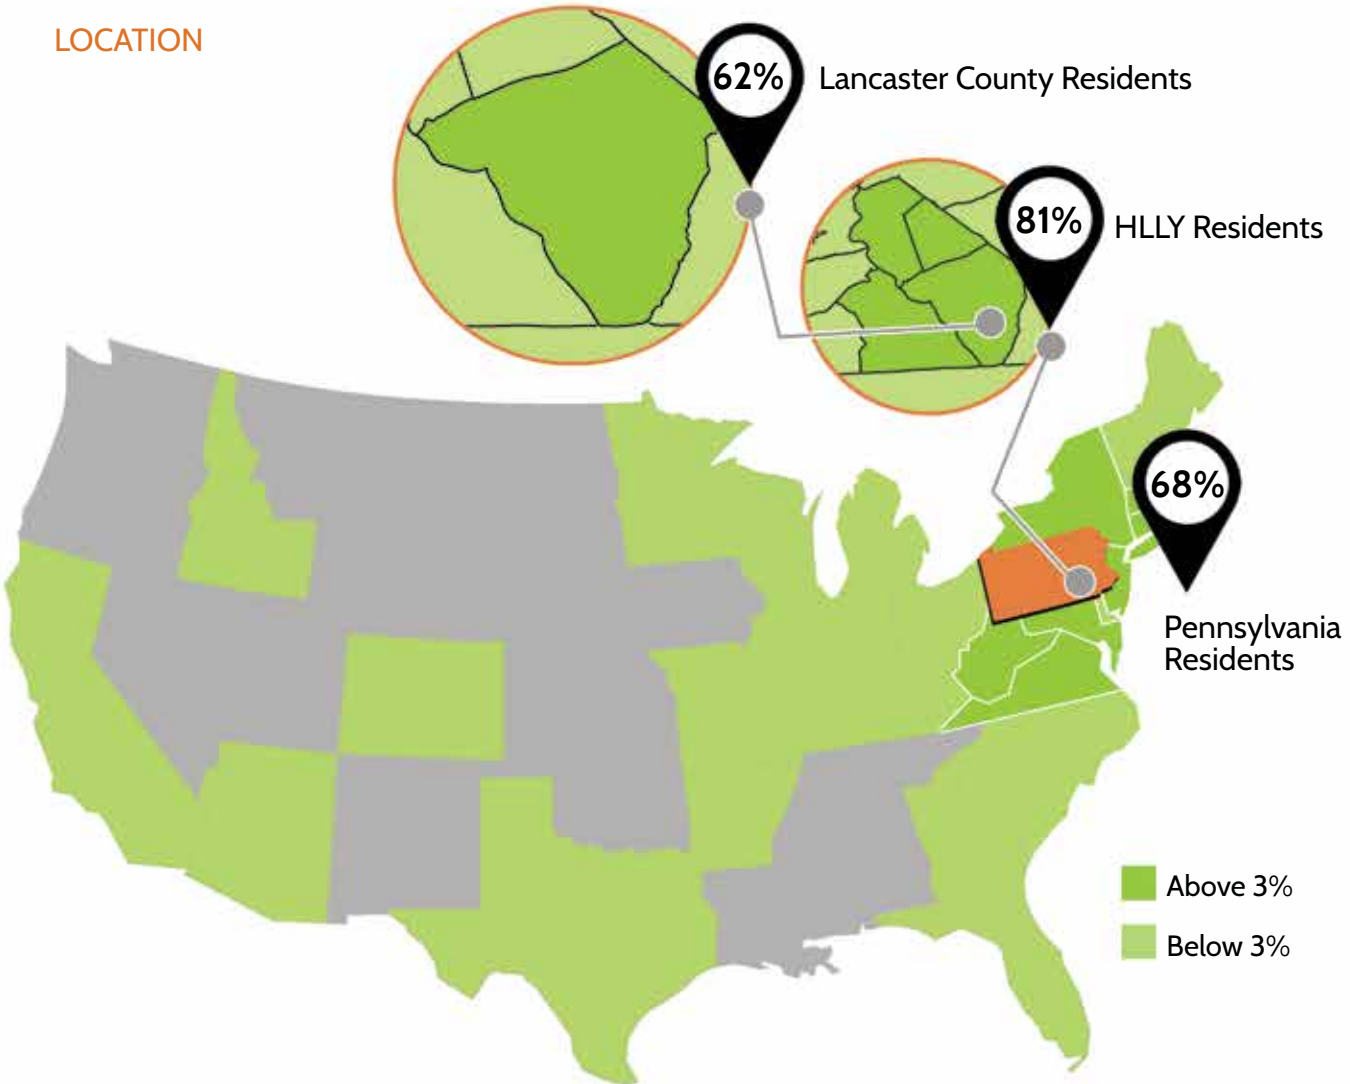 LOCATION
62%
Lancaster County Residents
81%
HLLY Residents
68%
Pennsylvania
Residents
Above 3%
Below 3%